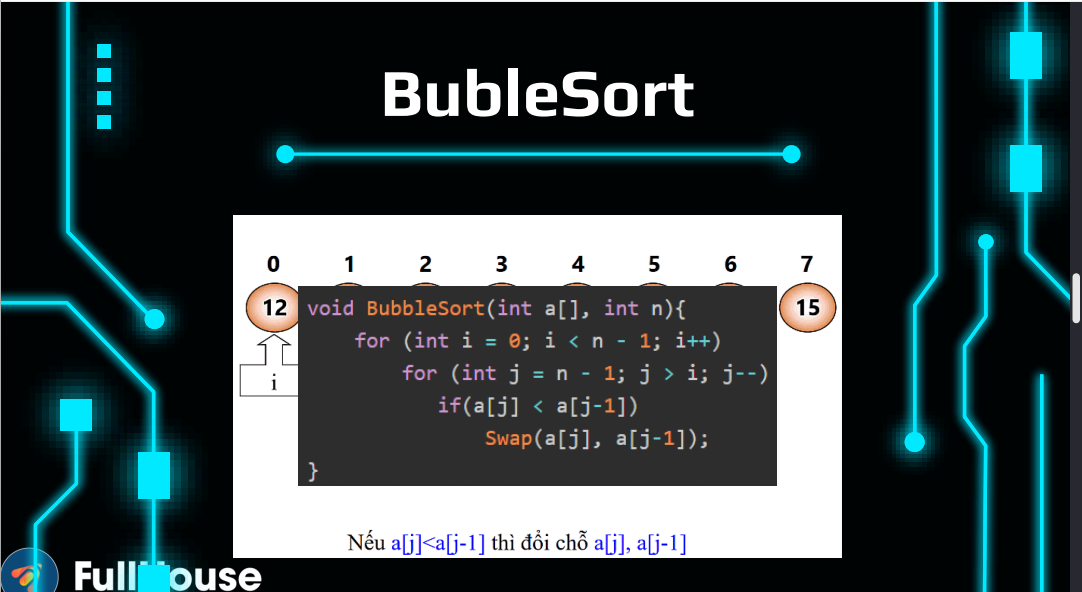 BubleSort
0 1 2 3 4 5 6 7
12 15
i
void BubbleSort(int a[], int n){
for (int i = 0; i < n - 1; i++)
for (int j = n - 1; j > i; j--)
if(a[j] < a[j-1])
Swap(a[j], a[j-1]);
}
Nếu a[j]<a[j-1] thì đổi chỗ a[j], a[j-1]
FullHouse